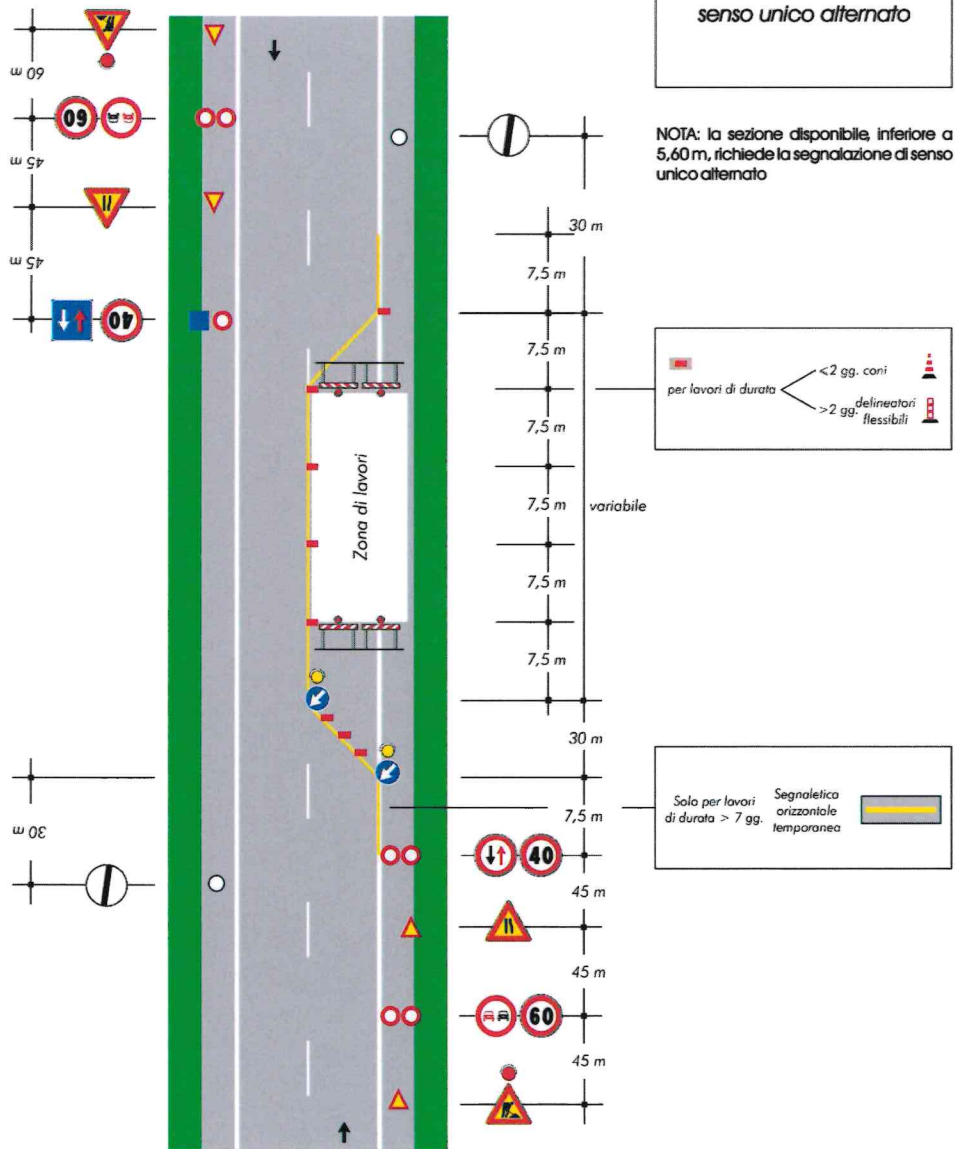 senso unico alternato
NOTA: la sezione disponibile, inferiore a
5,60 m, richiede la segnalazione di senso
unico alternato
60 m
60
45 m
45 m
40
30 m
7,5 m
7,5 m
7,5 m
7,5 m
7,5 m
7,5 m
variabile
per lavori di durata
<2 gg. coni
>2 gg. delineatori
flessibili
Zona di lavori
30 m
7,5 m
Solo per lavori
di durata > 7 gg.
Segnaletica
orizzontale
temporanea
30 m
40
45 m
45 m
60
45 m